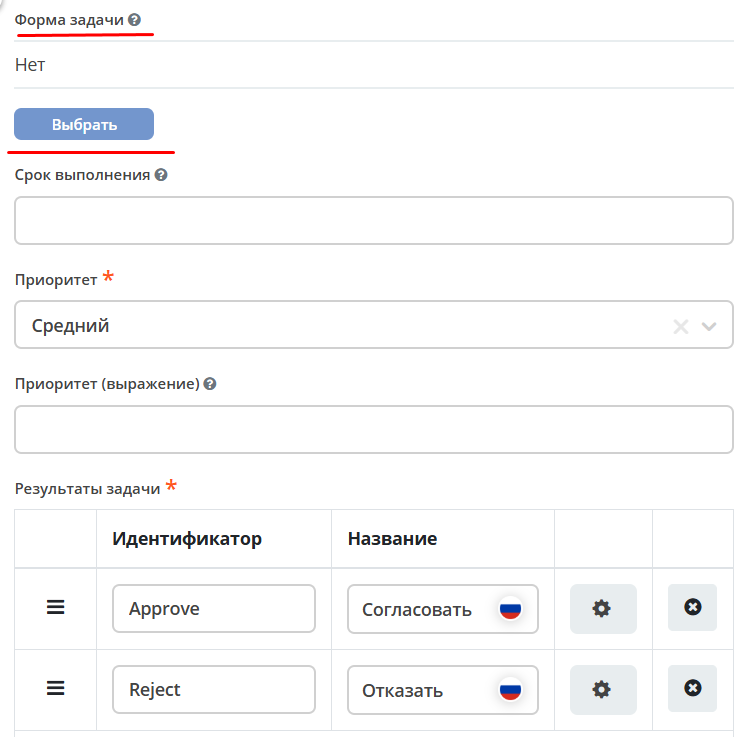 Форма задачи
Нет
Выбрать
Срок выполнения
Приоритет *
Средний
Приоритет (выражение)
Результаты задачи *
Идентификатор Название
Approve Согласовать
Reject Отказать